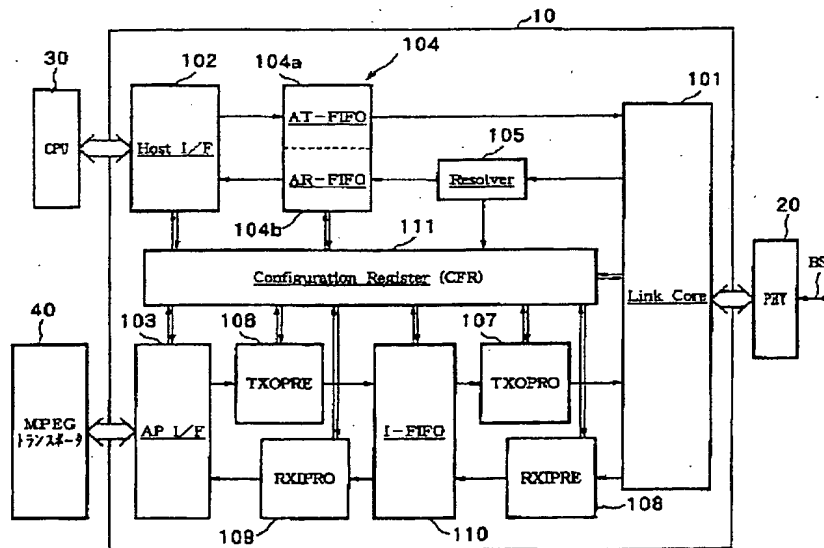 10
30
102
104a
104
101
CPU
Host I/F
AT-FIFO
AR-FIFO
105
Resolver
104b
111
20
Configuration Register (CFR)
Link Core
PHY
BS
40
103
106
107
MPEG
トランスポータ
AP I/F
TXOPRE
I-FIFO
TXOPRO
RXIPRO
RXIPRE
109
110
108